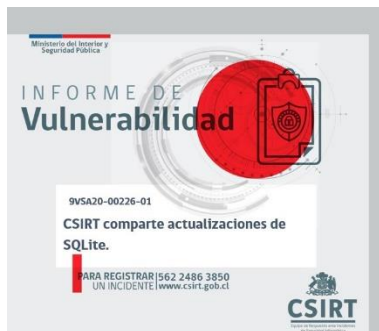 Ministerio del Interior y
Seguridad Pública
INFORME DE
Vulnerabilidad
9VSA20-00226-01
CSIRT comparte actualizaciones de
SQLite.
PARA REGISTRAR|562 2486 3850
UN INCIDENTE|www.csirt.gob.cl
CSIRT